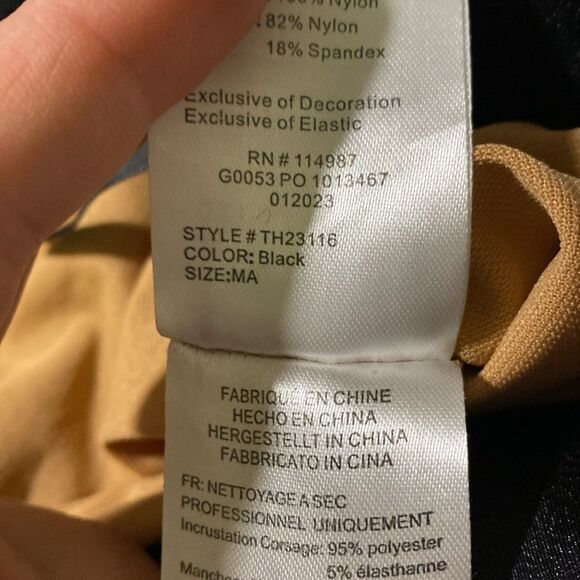 100% Nylon
82% Nylon
18% Spandex
Exclusive of Decoration
Exclusive of Elastic
RN # 114987
G0053 PO 1013467
012023
STYLE # TH23116
COLOR: Black
SIZE:MA
FABRIQUE EN CHINE
HECHO EN CHINA
HERGESTELLT IN CHINA
FABBRICATO IN CINA
FR: NETTOYAGE A SEC
PROFESSIONNEL UNIQUEMENT
Incrustation Corsage: 95% polyester
5% élasthanne